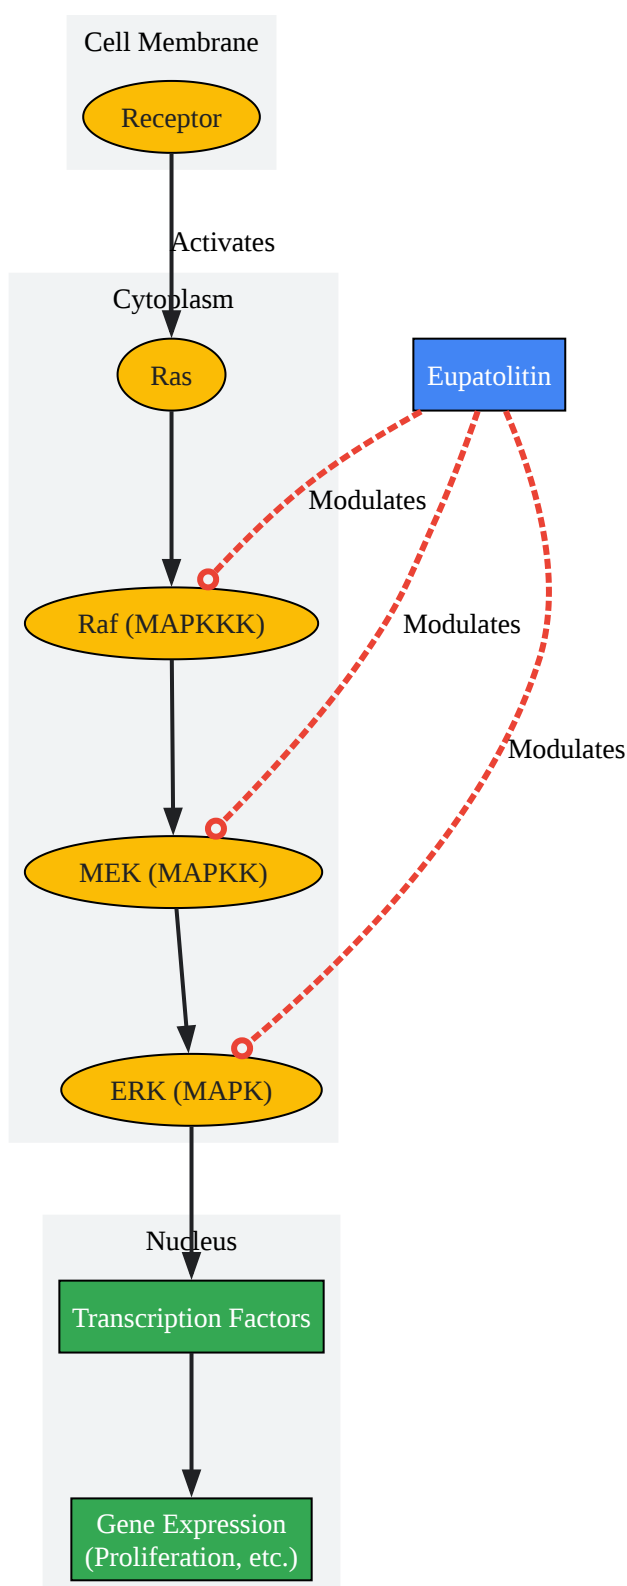 Cell Membrane
Receptor
Activates
Cytoplasm
Ras
Eupatolitin
Modulates
Raf (MAPKKK)
Modulates
Modulates
MEK (MAPKK)
ERK (MAPK)
Nucleus
Transcription Factors
Gene Expression
(Proliferation, etc.)